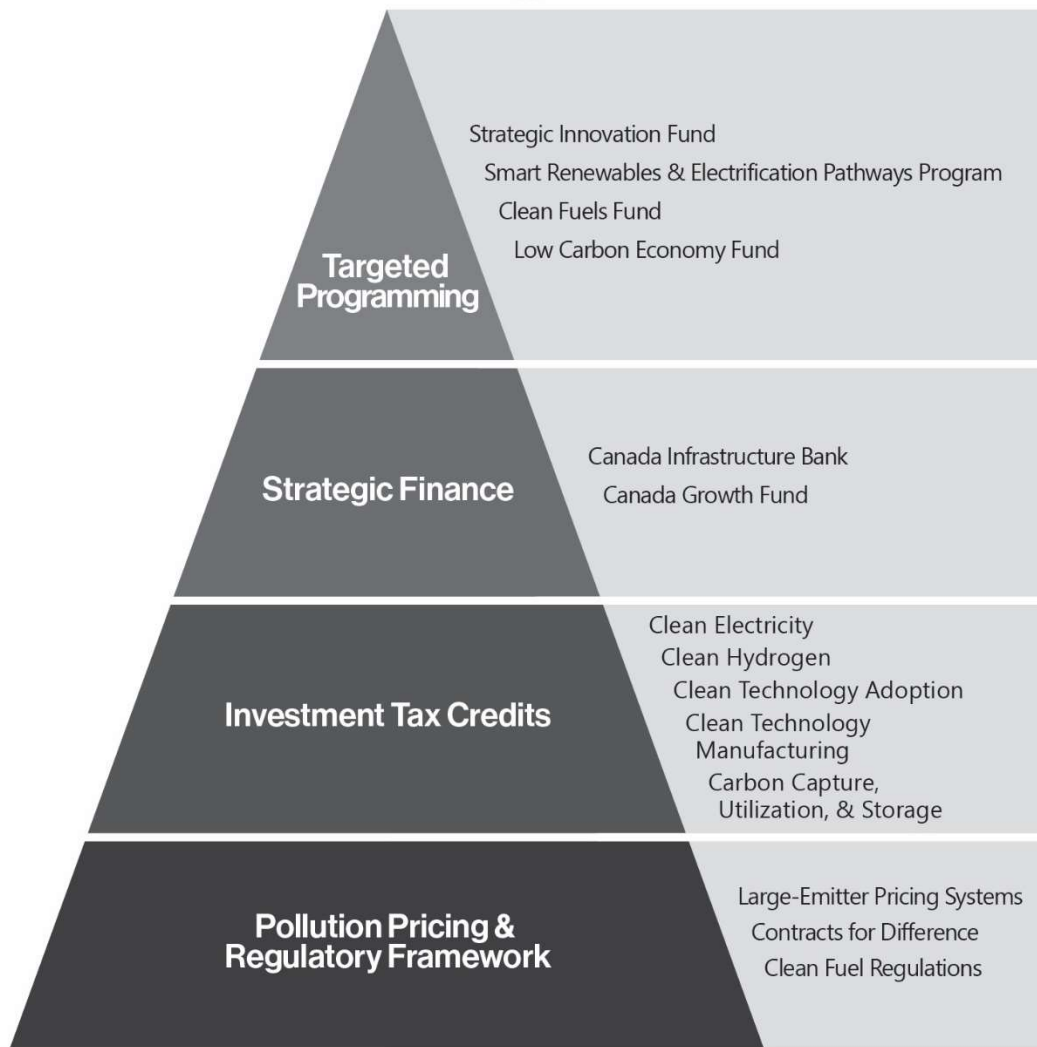 Strategic Innovation Fund
Smart Renewables & Electrification Pathways Program
Clean Fuels Fund
Low Carbon Economy Fund
Targeted
Programming
Canada Infrastructure Bank
Canada Growth Fund
Strategic Finance
Clean Electricity
Clean Hydrogen
Clean Technology Adoption
Clean Technology
Manufacturing
Carbon Capture,
Utilization, & Storage
Investment Tax Credits
Large-Emitter Pricing Systems
Contracts for Difference
Clean Fuel Regulations
Pollution Pricing &
Regulatory Framework